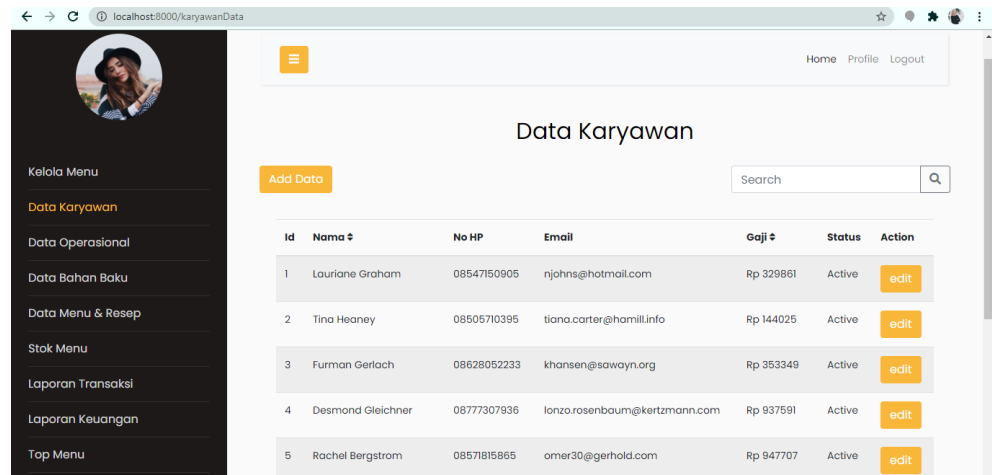 localhost:8000/karyawanData
Home Profile Logout
Data Karyawan
Kelola Menu
Data Karyawan
Data Operasional
Data Bahan Baku
Data Menu & Resep
Stok Menu
Laporan Transaksi
Laporan Keuangan
Top Menu
Add Data
Search
Id Nama No HP Email Gaji Status Action
1 Lauriane Graham 08547150905 njohns@hotmail.com Rp 329861 Active edit
2 Tina Heaney 08505710395 tiana.carter@hamill.info Rp 144025 Active edit
3 Furman Gerlach 08628052233 khansen@sawayn.org Rp 353349 Active edit
4 Desmond Gleichner 08777307936 lonzo.rosenbaum@kertzmann.com Rp 937591 Active edit
5 Rachel Bergstrom 08571815865 omer30@gerhold.com Rp 947707 Active edit